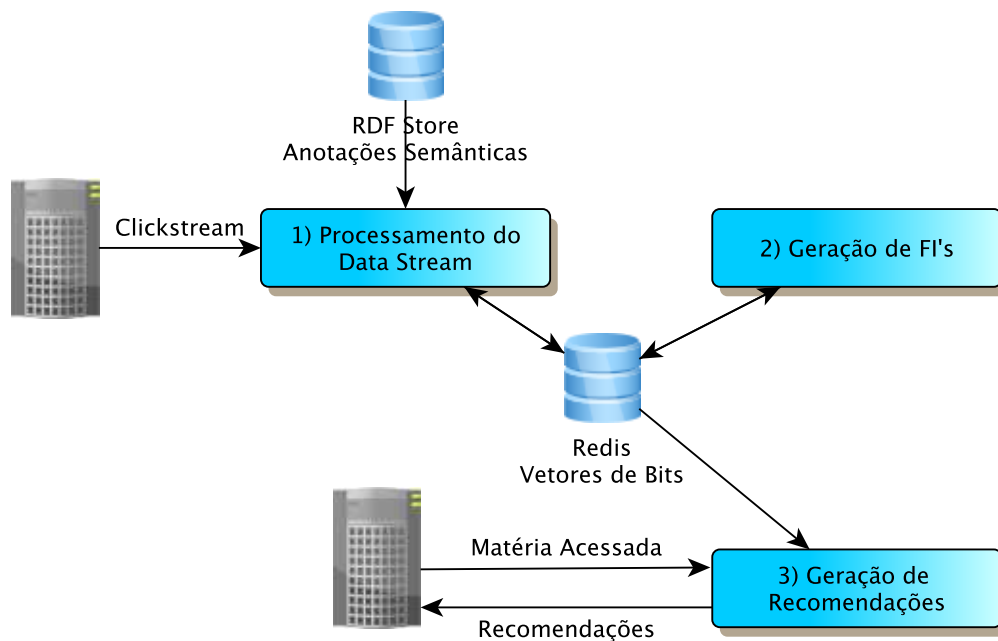 RDF Store
Anotações Semânticas
Clickstream
1) Processamento do
Data Stream
2) Geração de FI's
Redis
Vetores de Bits
Matéria Acessada
3) Geração de
Recomendações
Recomendações